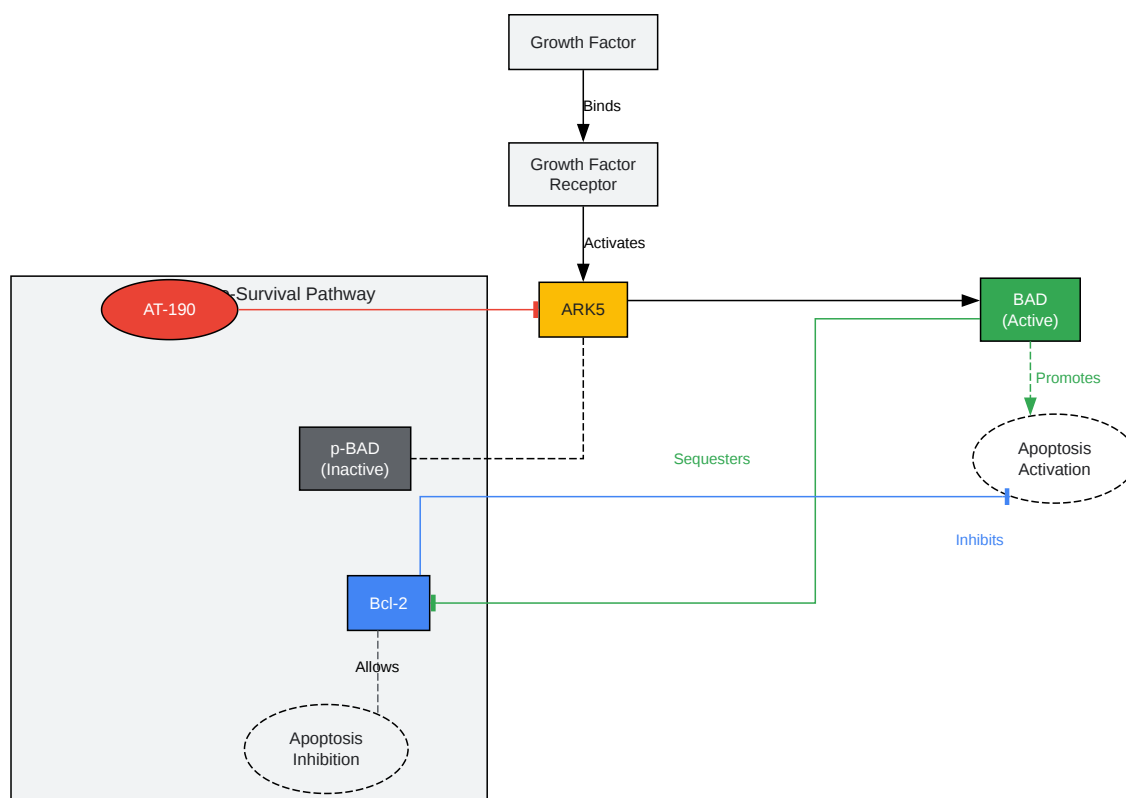 Growth Factor
Binds
Growth Factor
Receptor
Activates
-Survival Pathway
AT-190
ARK5
BAD
(Active)
Promotes
p-BAD
(Inactive)
Sequesters
Apoptosis
Activation
Inhibits
Bcl-2
Allows
Apoptosis
Inhibition